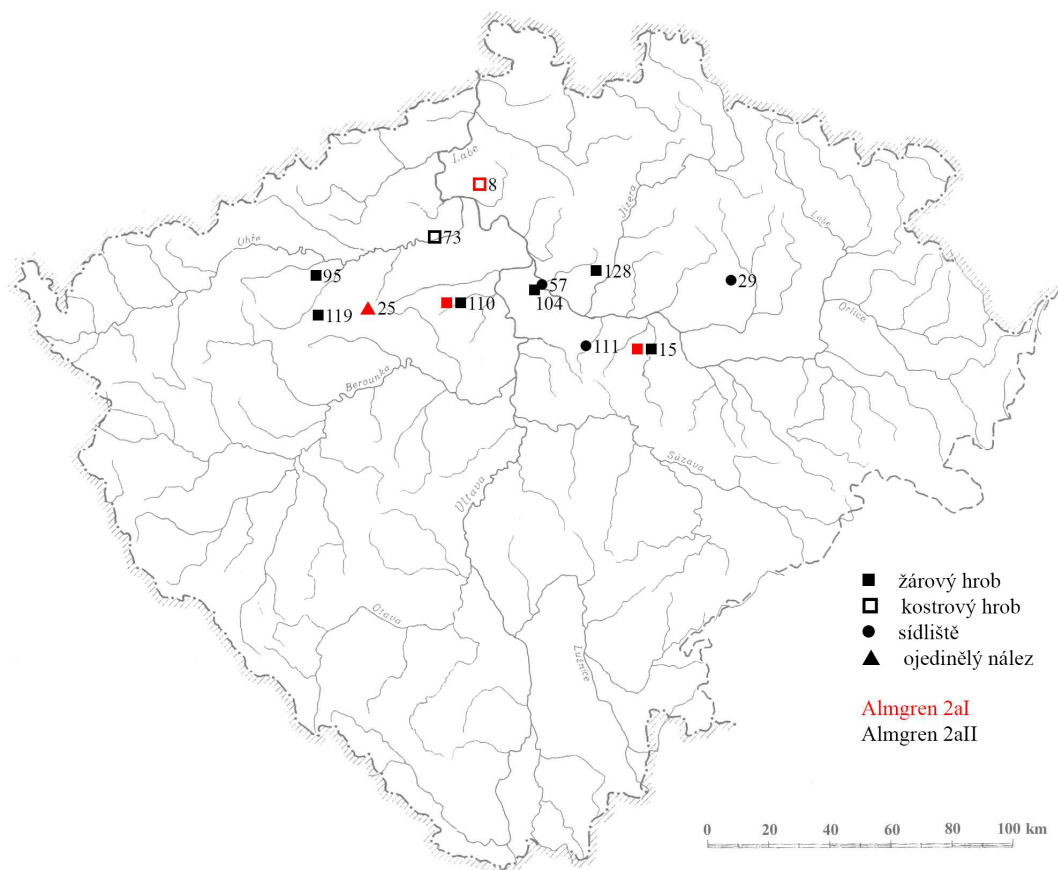 Labe
8
Jizera
Labe
73
Ohře
95
57
128
29
25
110
104
119
Orlice
111
15
Berounka
Sázava
Vltava
žárový hrob
kostrový hrob
sídliště
Otava
ojedinělý nález
Lužnice
Almgren 2aI
Almgren 2aII
0 20 40 60 80 100 km